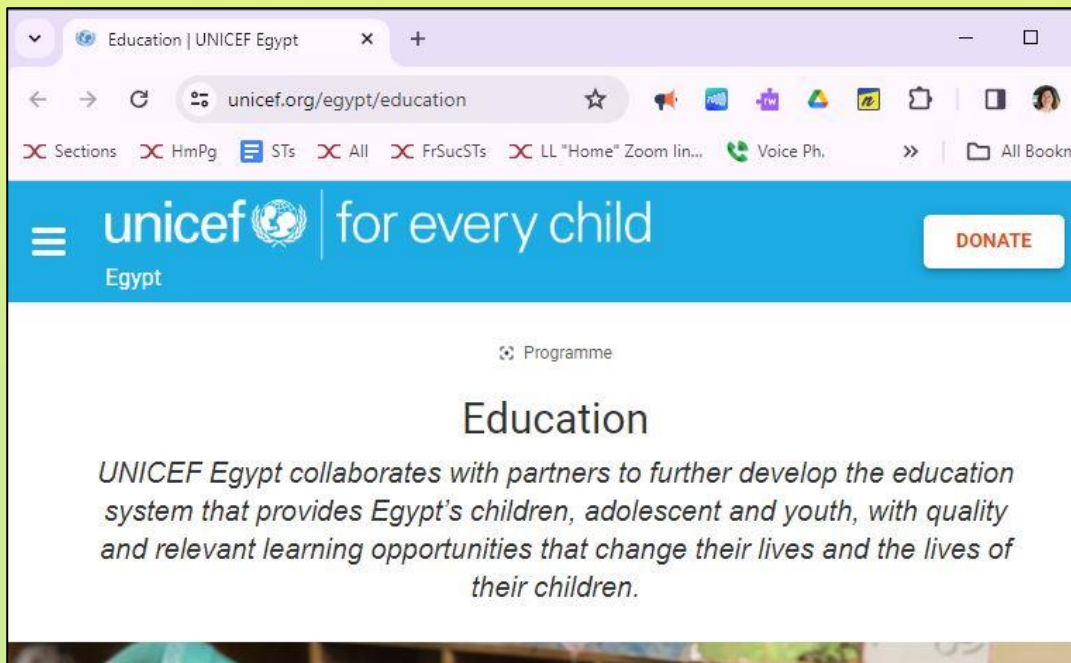 Education | UNICEF Egypt
unicef.org/egypt/education
Sections HmPg STs All FrSucSTs LL "Home" Zoom lin... Voice Ph. » All Bookm
unicef for every child
Egypt
DONATE
Programme
Education
UNICEF Egypt collaborates with partners to further develop the education
system that provides Egypt's children, adolescent and youth, with quality
and relevant learning opportunities that change their lives and the lives of
their children.